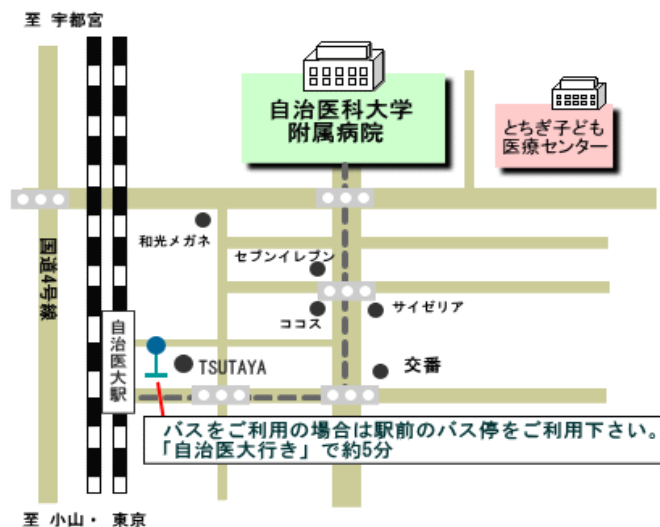 至 宇都宮
自治医科大学
附属病院
とちぎ子ども
医療センター
和光メガネ
セブンイレブン
国道4号線
ココス
サイゼリア
自治医大駅
TSUTAYA
交番
バスをご利用の場合は駅前のバス停をご利用下さい。
「自治医大行き」で約5分
至 小山・ 東京